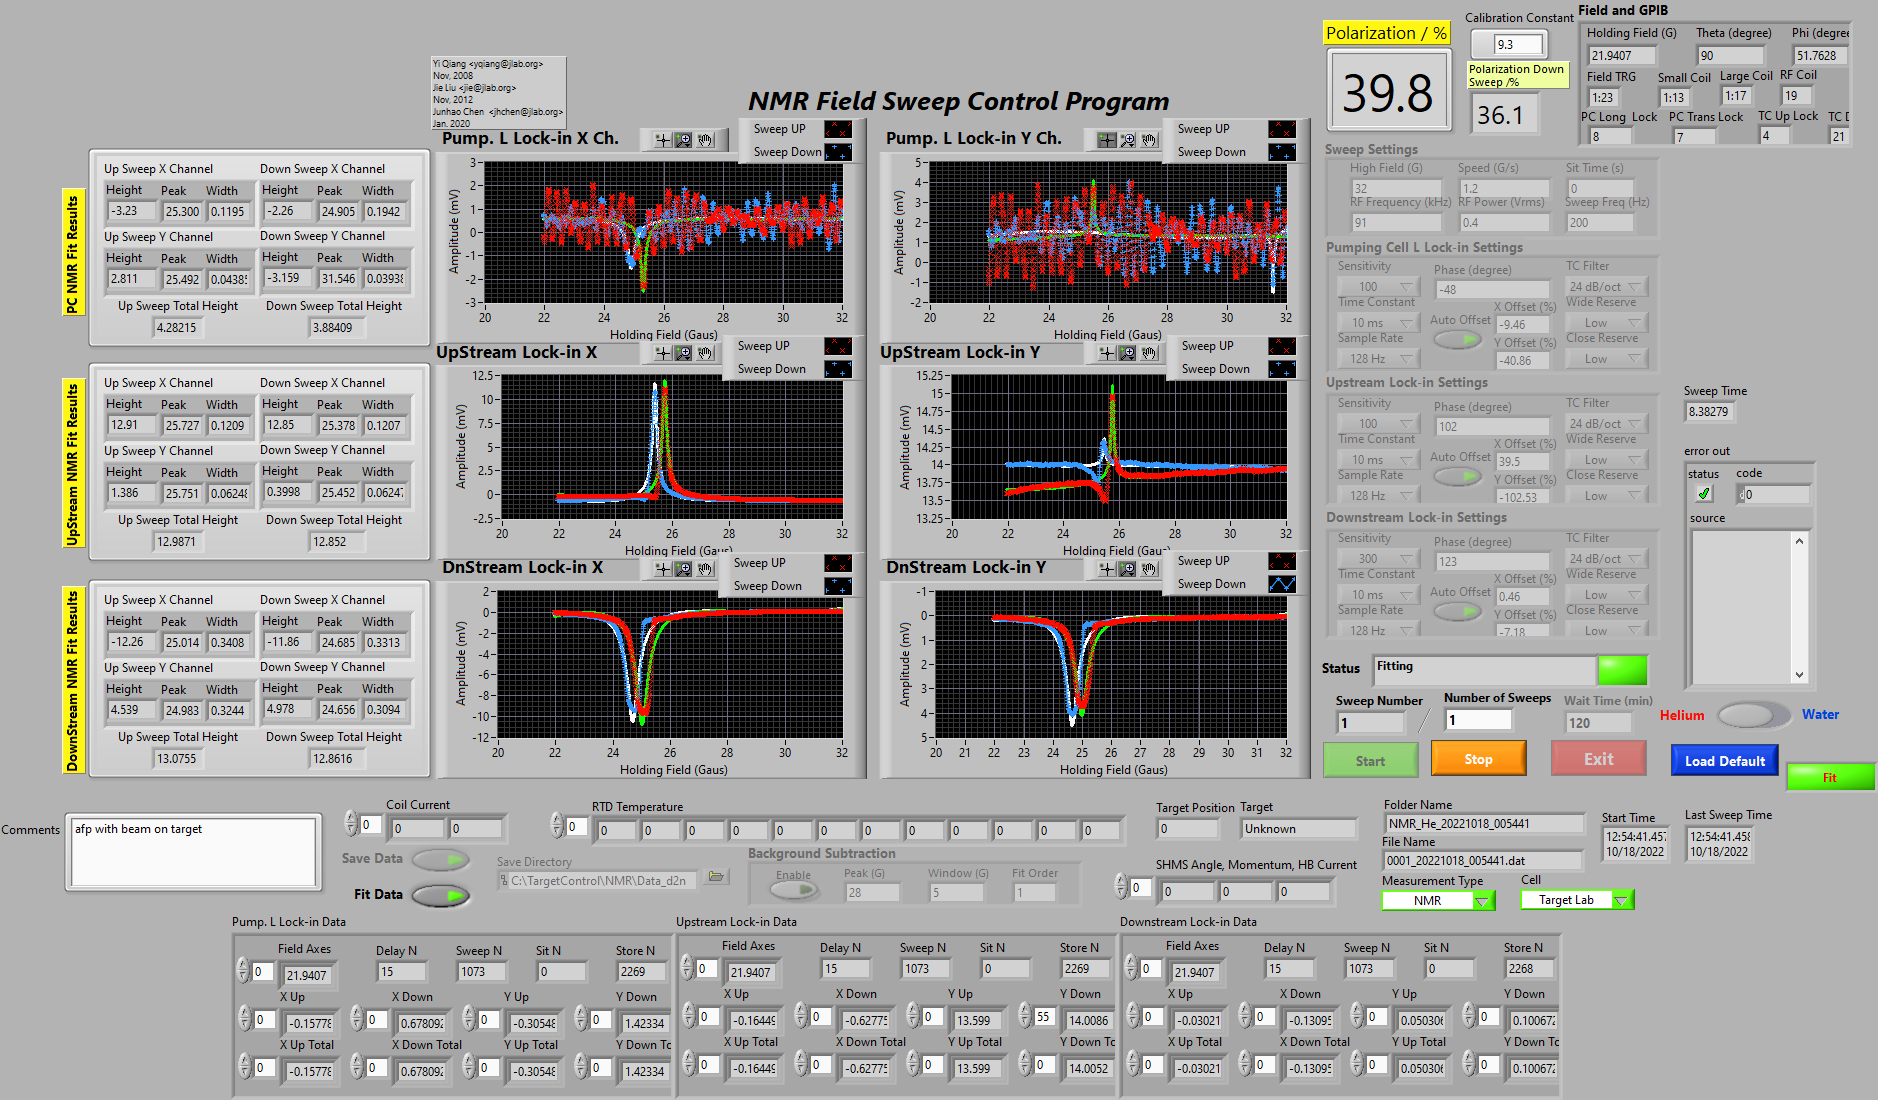 Yi Qiang <yqiang@jlab.org>
Nov, 2008
Jie Liu <jie@jlab.org>
Nov, 2012
Junhao Chen <jhchen@jlab.org>
Jan. 2020
NMR Field Sweep Control Program
Polarization / %
39.8
Calibration Constant
9.3
Polarization Down
Sweep /%
36.1
Field and GPIB
Holding Field (G) Theta (degree) Phi (degree
21.9407 90 51.7628
Field TRG Small Coil Large Coil RF Coil
1:23 1:13 1:17 19
PC Long Lock PC Trans Lock TC Up Lock TC D
8 7 4 21
PC NMR Fit Results
Up Sweep X Channel Down Sweep X Channel
Height Peak Width Height Peak Width
-3.23 25.300 0.1195 -2.26 24.905 0.1942
Up Sweep Y Channel Down Sweep Y Channel
Height Peak Width Height Peak Width
2.811 25.492 0.0438 -3.159 31.546 0.0393
Up Sweep Total Height Down Sweep Total Height
4.28215 3.88409
UpStream NMR Fit Results
Up Sweep X Channel Down Sweep X Channel
Height Peak Width Height Peak Width
12.91 25.727 0.1209 12.85 25.378 0.1207
Up Sweep Y Channel Down Sweep Y Channel
Height Peak Width Height Peak Width
1.386 25.751 0.0624 0.3998 25.452 0.0624
Up Sweep Total Height Down Sweep Total Height
12.9871 12.852
DownStream NMR Fit Results
Up Sweep X Channel Down Sweep X Channel
Height Peak Width Height Peak Width
-12.26 25.014 0.3408 -11.86 24.685 0.3313
Up Sweep Y Channel Down Sweep Y Channel
Height Peak Width Height Peak Width
4.539 24.983 0.3244 4.978 24.656 0.3094
Up Sweep Total Height Down Sweep Total Height
13.0755 12.8616
Pump. L Lock-in X Ch.
Sweep UP
Sweep Down
Amplitude (mV)
3
2
1
0
-1
-2
-3
20 22 24 26 28 30 32
Holding Field (Gaus)
Pump. L Lock-in Y Ch.
Sweep UP
Sweep Down
Amplitude (mV)
5
4
3
2
1
0
-1
-2
20 22 24 26 28 30 32
Holding Field (Gaus)
UpStream Lock-in X
Sweep UP
Sweep Down
Amplitude (mV)
12.5
10
7.5
5
2.5
0
-2.5
20 22 24 26 28 30 32
Holding Field (Gaus)
UpStream Lock-in Y
Sweep UP
Sweep Down
Amplitude (mV)
15.25
15
14.75
14.5
14.25
14
13.75
13.5
13.25
20 22 24 26 28 30 32
Holding Field (Gaus)
DnStream Lock-in X
Sweep UP
Sweep Down
Amplitude (mV)
2
0
-2
-4
-6
-8
-10
-12
20 22 24 26 28 30 32
Holding Field (Gaus)
DnStream Lock-in Y
Sweep UP
Sweep Down
Amplitude (mV)
-1
0
1
2
3
4
5
20 21 22 23 24 25 26 27 28 29 30 31 32
Holding Field (Gaus)
Sweep Settings
High Field (G) Speed (G/s) Sit Time (s)
32 1.2 0
RF Frequency (kHz) RF Power (Vrms) Sweep Freq (Hz)
91 0.4 200
Pumping Cell L Lock-in Settings
Sensitivity Phase (degree) TC Filter
100 -48 24 dB/oct
Time Constant X Offset (%) Wide Reserve
10 ms Auto Offset -9.46 Low
Sample Rate Y Offset (%) Close Reserve
128 Hz -40.86 Low
Upstream Lock-in Settings
Sensitivity Phase (degree) TC Filter
100 102 24 dB/oct
Time Constant X Offset (%) Wide Reserve
10 ms Auto Offset 39.5 Low
Sample Rate Y Offset (%) Close Reserve
128 Hz -102.53 Low
Downstream Lock-in Settings
Sensitivity Phase (degree) TC Filter
300 123 24 dB/oct
Time Constant X Offset (%) Wide Reserve
10 ms Auto Offset 0.46 Low
Sample Rate Y Offset (%) Close Reserve
128 Hz -7.18 Low
Sweep Time
8.38279
error out
status code
0
source
Status Fitting
Sweep Number Number of Sweeps Wait Time (min)
1 / 1 120
Helium Water
Start Stop Exit Load Default Fit
Comments afp with beam on target
Coil Current
0 0 0
Save Data
Fit Data
RTD Temperature
0 0 0 0 0 0 0 0 0 0 0 0 0
Save Directory
C:\TargetControl\NMR\Data_d2n
Background Subtraction
Enable Peak (G) Window (G) Fit Order
28 5 1
Target Position Target
0 Unknown
SHMS Angle, Momentum, HB Current
0 0 0 0
Folder Name
NMR_He_20221018_005441
File Name
0001_20221018_005441.dat
Measurement Type Cell
NMR Target Lab
Start Time Last Sweep Time
12:54:41.457 12:54:41.458
10/18/2022 10/18/2022
Pump. L Lock-in Data
Field Axes Delay N Sweep N Sit N Store N
0 21.9407 15 1073 0 2269
X Up X Down Y Up Y Down
0 -0.15778 0 0.678092 0 -0.30548 0 1.42334
X Up Total X Down Total Y Up Total Y Down To
0 -0.15778 0 0.678092 0 -0.30548 0 1.42334
Upstream Lock-in Data
Field Axes Delay N Sweep N Sit N Store N
0 21.9407 15 1073 0 2269
X Up X Down Y Up Y Down
0 -0.16449 0 -0.62775 0 13.599 55 14.0086
X Up Total X Down Total Y Up Total Y Down To
0 -0.16449 0 -0.62775 0 13.599 0 14.0052
Downstream Lock-in Data
Field Axes Delay N Sweep N Sit N Store N
0 21.9407 15 1073 0 2268
X Up X Down Y Up Y Down
0 -0.03021 0 -0.13095 0 0.050306 0 0.100672
X Up Total X Down Total Y Up Total Y Down To
0 -0.03021 0 -0.13095 0 0.050306 0 0.100672